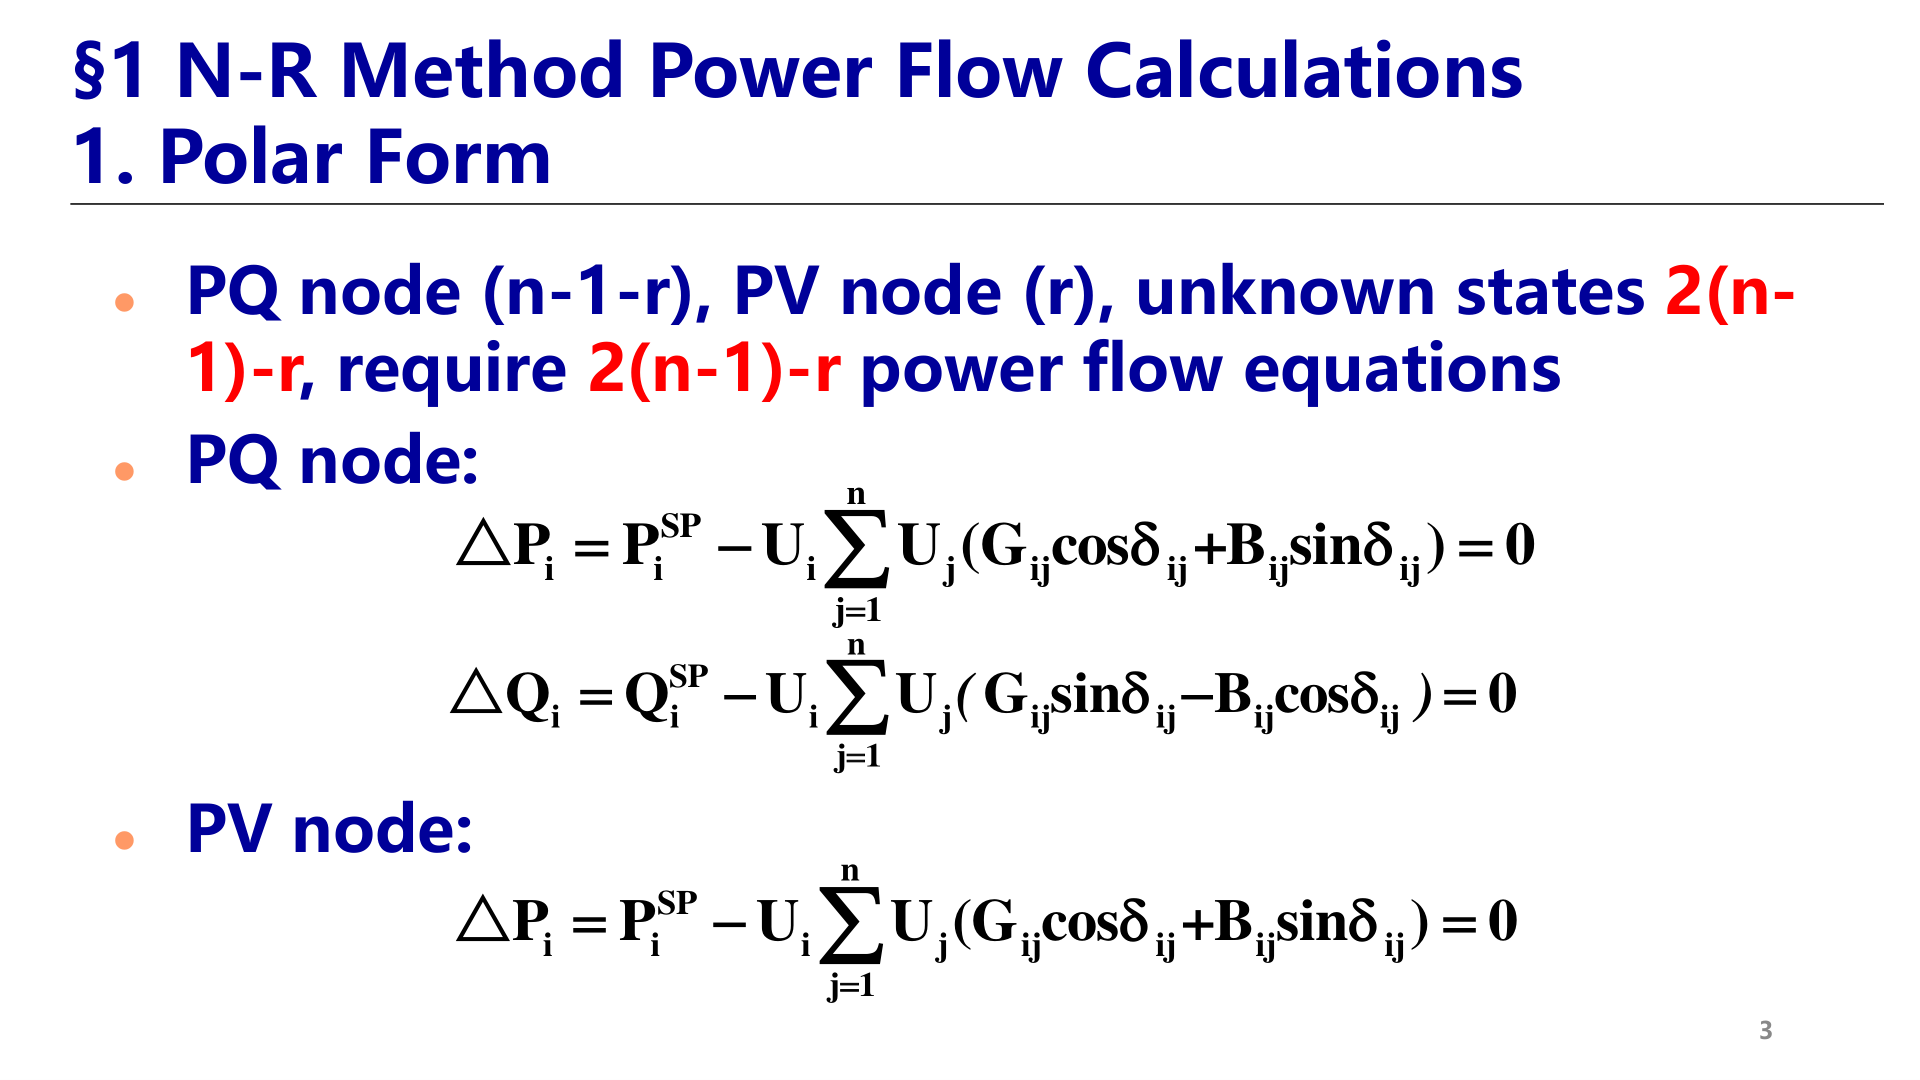 §1 N-R Method Power Flow Calculations
1. Polar Form
• PQ node (n-1-r), PV node (r), unknown states 2(n-
1)-r, require 2(n-1)-r power flow equations
• PQ node:
△P_i = P_i^SP − U_i ∑_{j=1}^{n} U_j (G_ij cosδ_ij + B_ij sinδ_ij) = 0
△Q_i = Q_i^SP − U_i ∑_{j=1}^{n} U_j (G_ij sinδ_ij − B_ij cosδ_ij) = 0
• PV node:
△P_i = P_i^SP − U_i ∑_{j=1}^{n} U_j (G_ij cosδ_ij + B_ij sinδ_ij) = 0
3